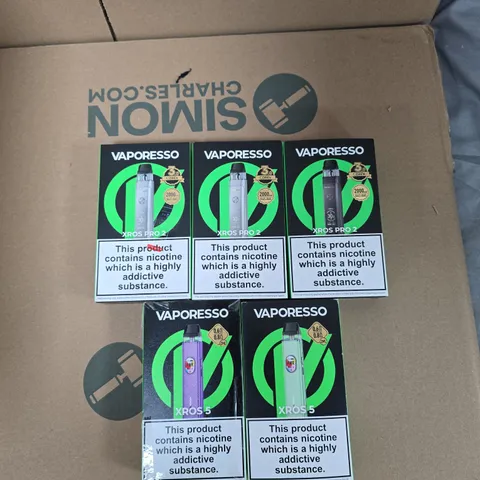 SIMON
CHARLES.COM
VAPORESSO
XROS PRO 2
This product
contains nicotine
which is a highly
addictive
substance.
VAPORESSO
XROS PRO 2
This product
contains nicotine
which is a highly
addictive
substance.
VAPORESSO
XROS PRO 2
This product
contains nicotine
which is a highly
addictive
substance.
VAPORESSO
XROS 5
This product
contains nicotine
which is a highly
addictive
substance.
VAPORESSO
XROS 5
This product
contains nicotine
which is a highly
addictive
substance.